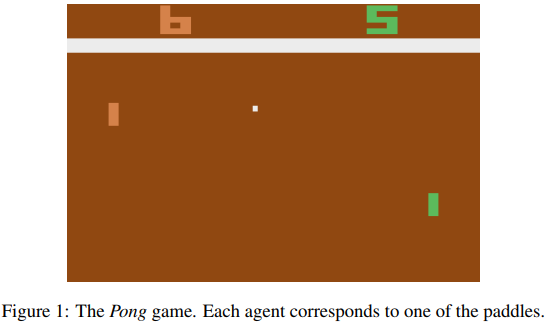 6 5
Figure 1: The Pong game. Each agent corresponds to one of the paddles.